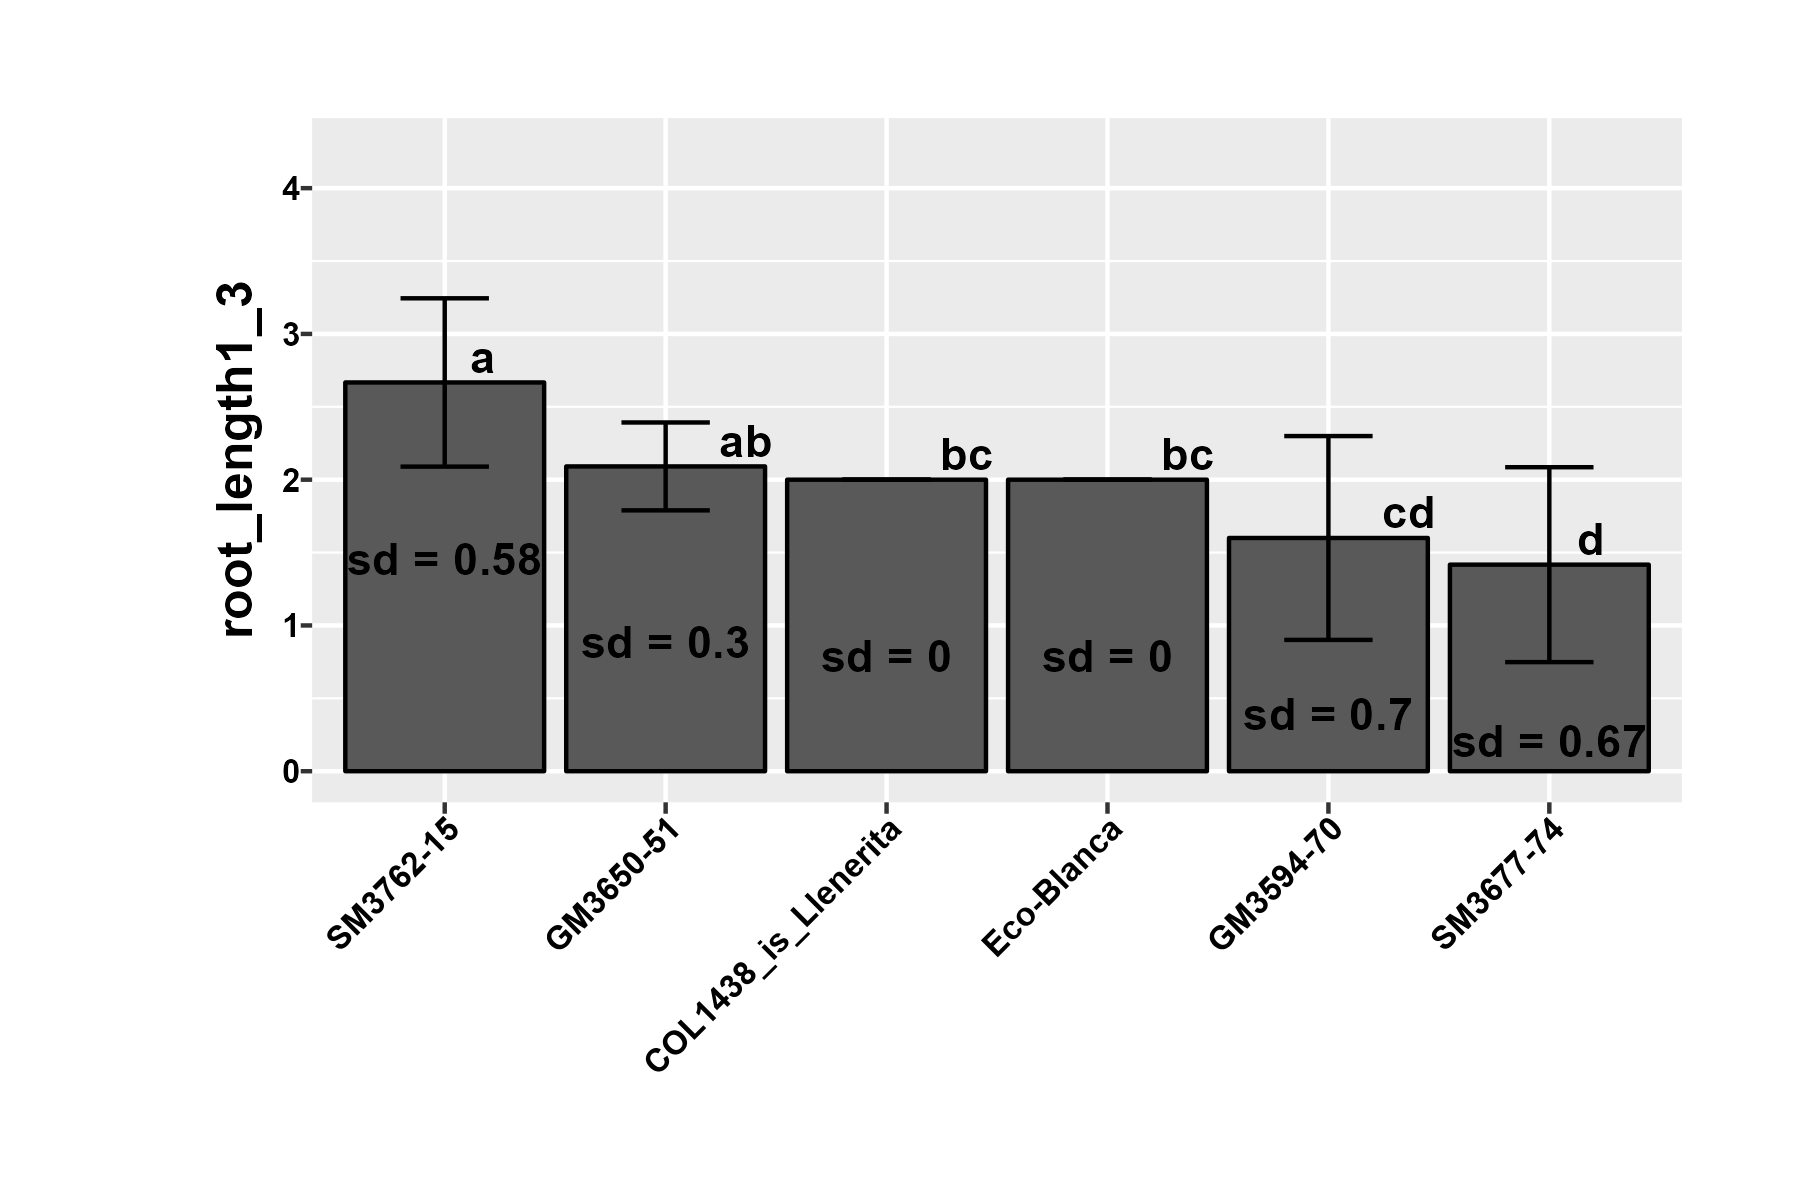 root_length1_3
4
3
2
1
0
a
ab
bc
bc
cd
d
sd = 0.58
sd = 0.3
sd = 0
sd = 0
sd = 0.7
sd = 0.67
SM3762-15
GM3650-51
COL1438_is_Llenerita
Eco-Blanca
GM3594-70
SM3677-74